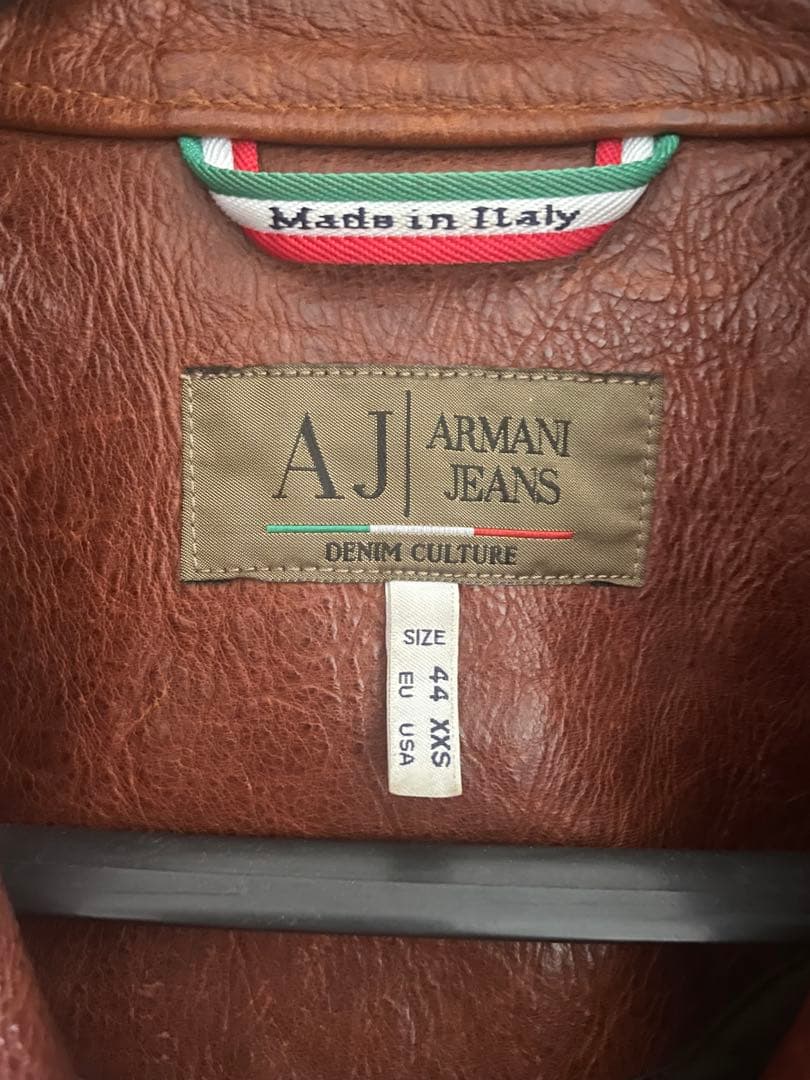 Made in Italy
AJ
ARMANI
JEANS
DENIM CULTURE
SIZE
44 XXS
EU USA